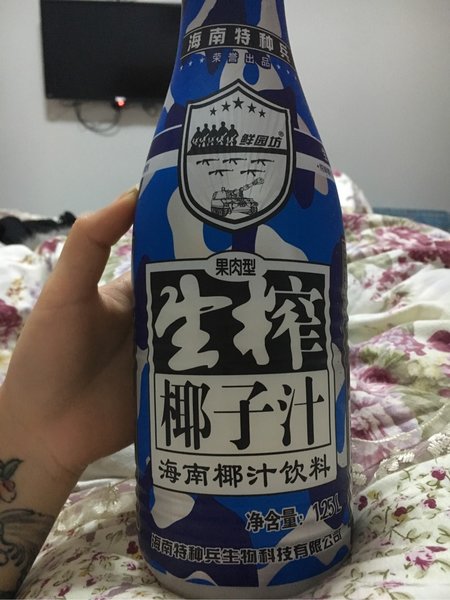 海南特种兵
荣誉出品
鲜园坊®
果肉型
生榨
椰子汁
海南椰汁饮料
净含量：1.25L
海南特种兵生物科技有限公司